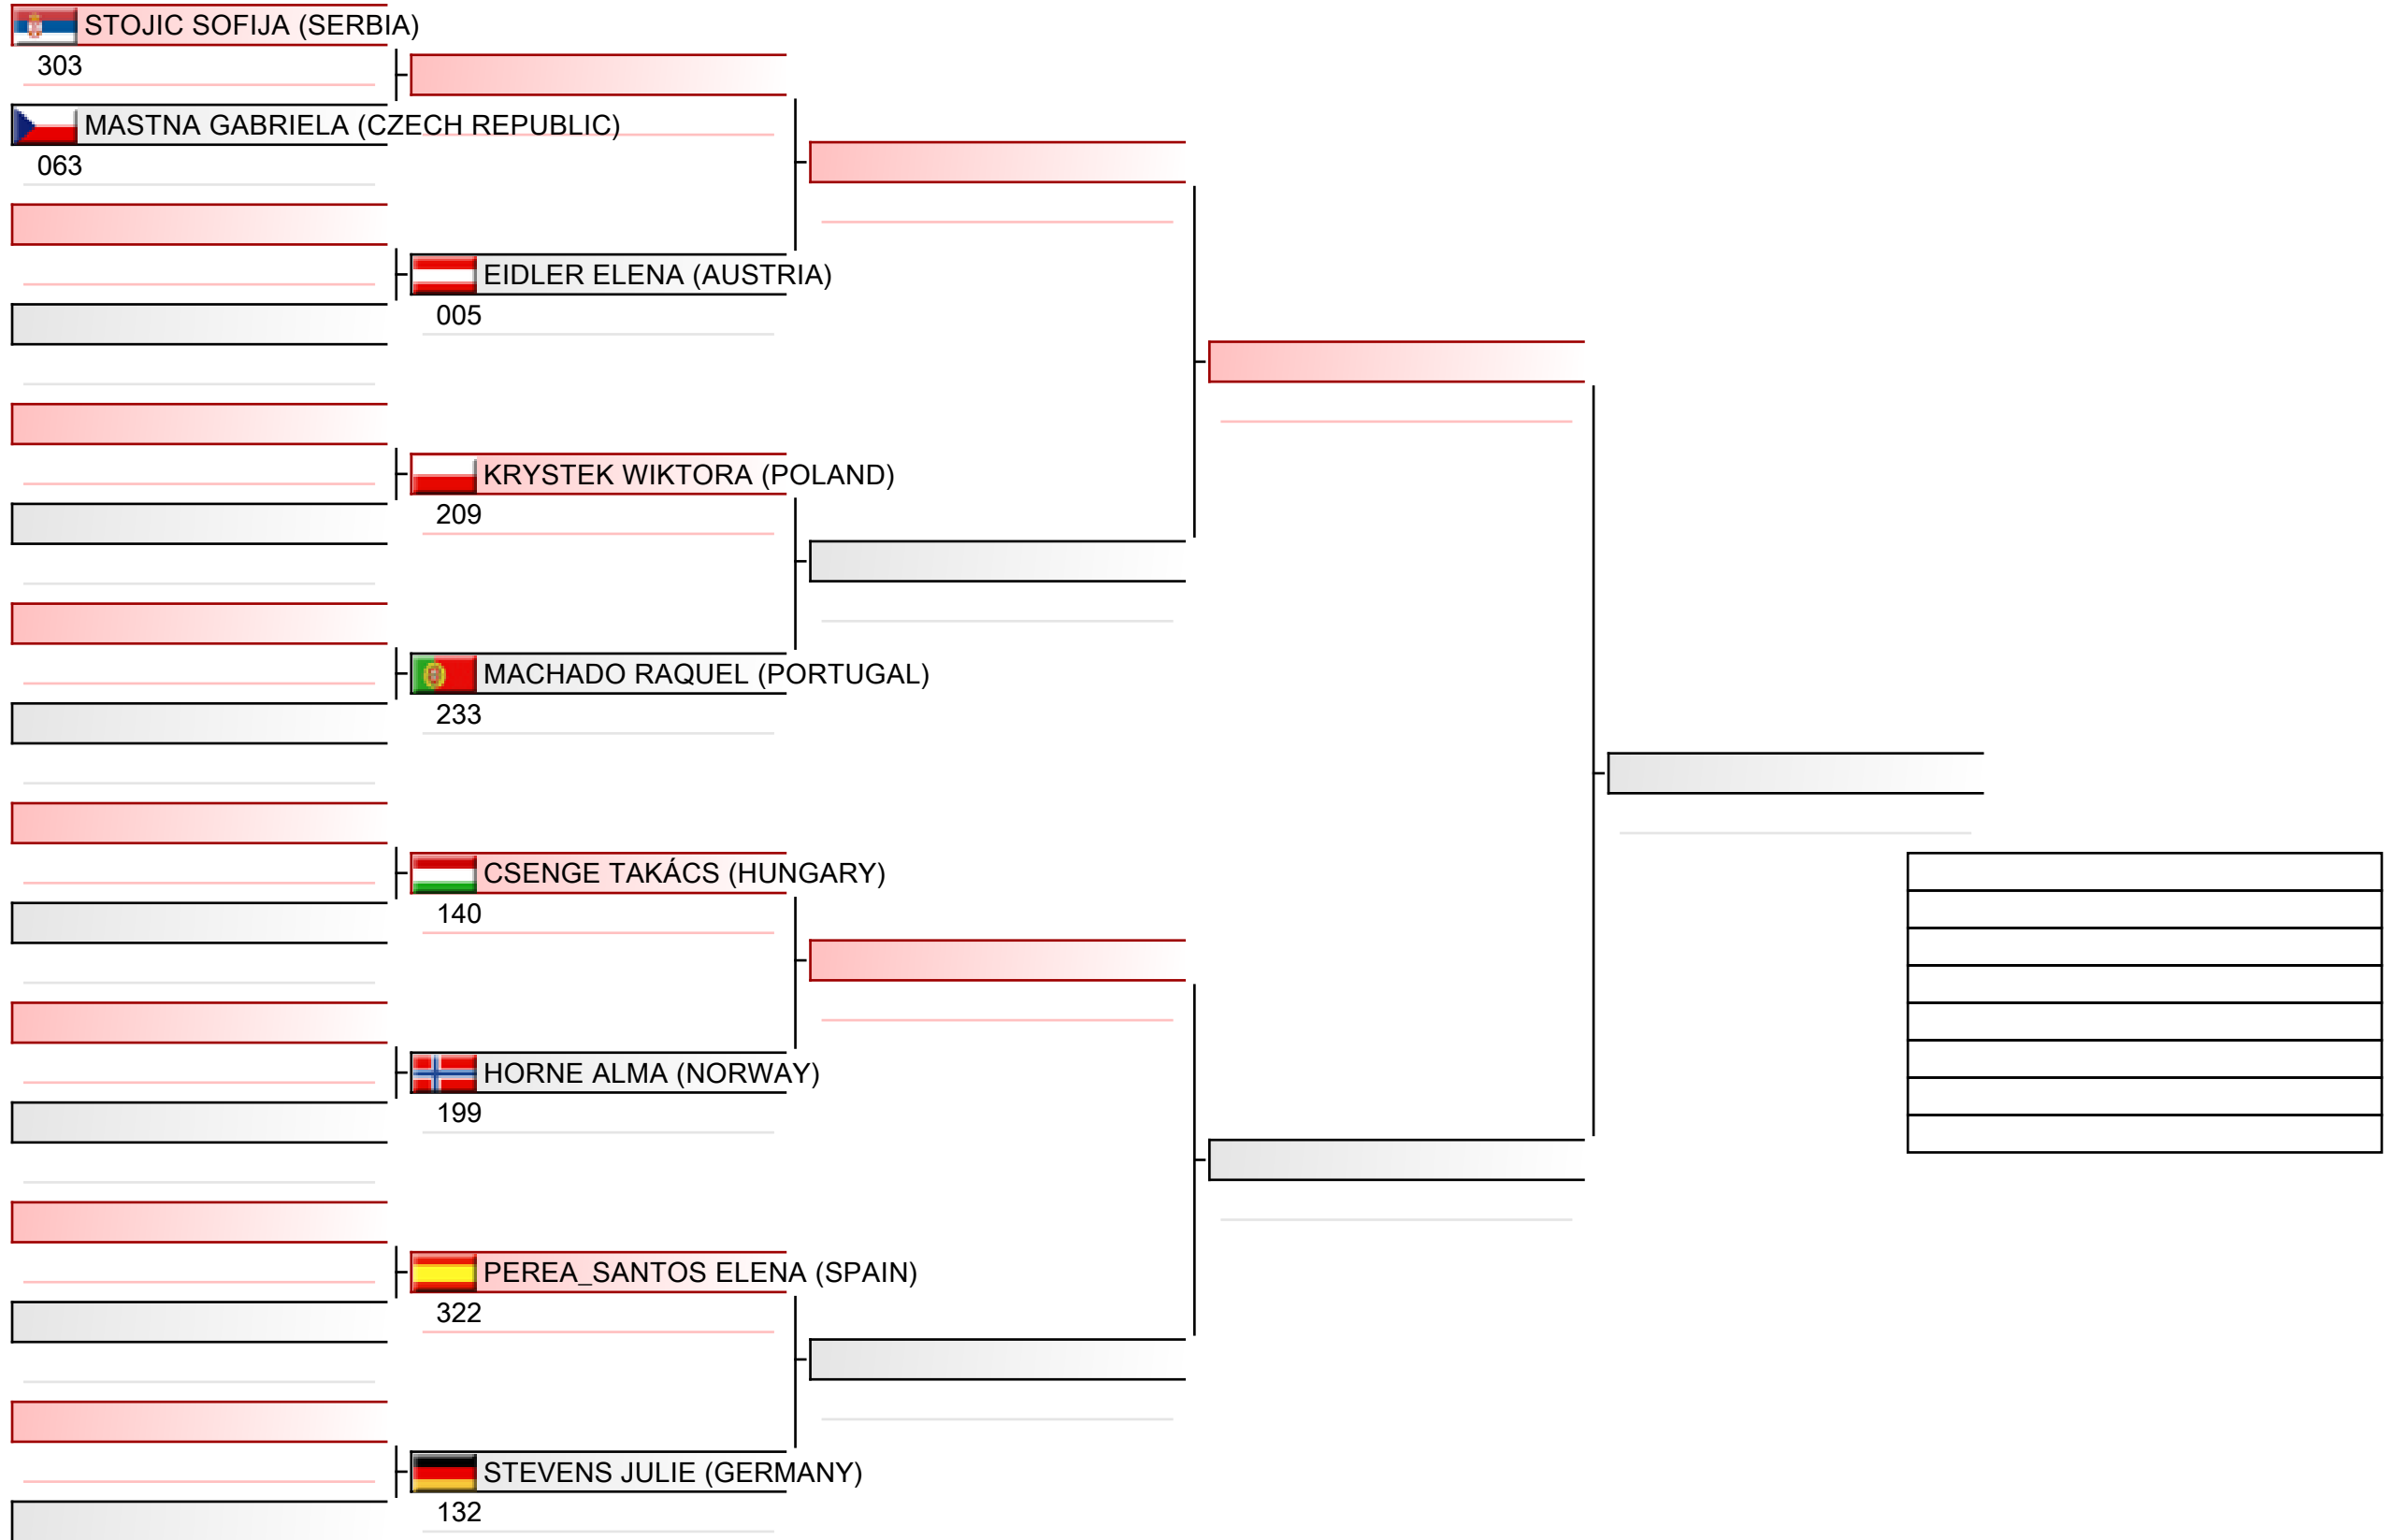 STOJIC SOFIJA (SERBIA)
303
MASTNA GABRIELA (CZECH REPUBLIC)
063
EIDLER ELENA (AUSTRIA)
005
KRYSTEK WIKTORA (POLAND)
209
MACHADO RAQUEL (PORTUGAL)
233
CSENGE TAKÁCS (HUNGARY)
140
HORNE ALMA (NORWAY)
199
PEREA_SANTOS ELENA (SPAIN)
322
STEVENS JULIE (GERMANY)
132